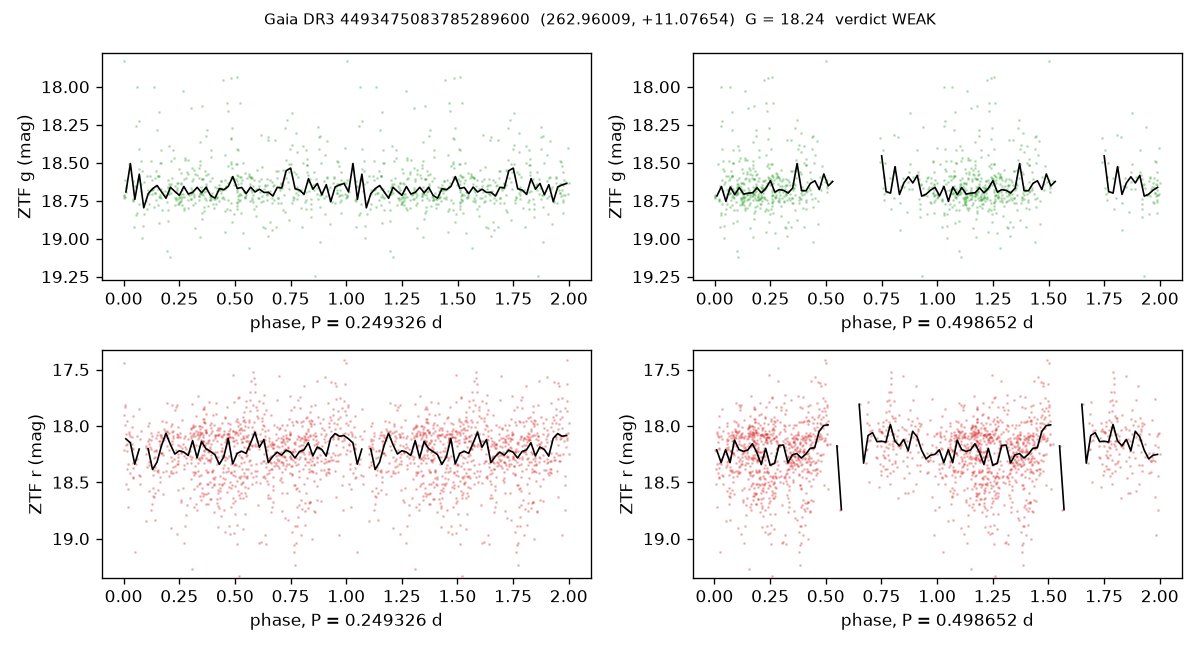 Gaia DR3 4493475083785289600 (262.96009, +11.07654) G = 18.24 verdict WEAK
ZTF g (mag)
18.00
18.25
18.50
18.75
19.00
19.25
0.00 0.25 0.50 0.75 1.00 1.25 1.50 1.75 2.00
phase, P = 0.249326 d
ZTF g (mag)
18.00
18.25
18.50
18.75
19.00
19.25
0.00 0.25 0.50 0.75 1.00 1.25 1.50 1.75 2.00
phase, P = 0.498652 d
ZTF r (mag)
17.5
18.0
18.5
19.0
0.00 0.25 0.50 0.75 1.00 1.25 1.50 1.75 2.00
phase, P = 0.249326 d
ZTF r (mag)
17.5
18.0
18.5
19.0
0.00 0.25 0.50 0.75 1.00 1.25 1.50 1.75 2.00
phase, P = 0.498652 d